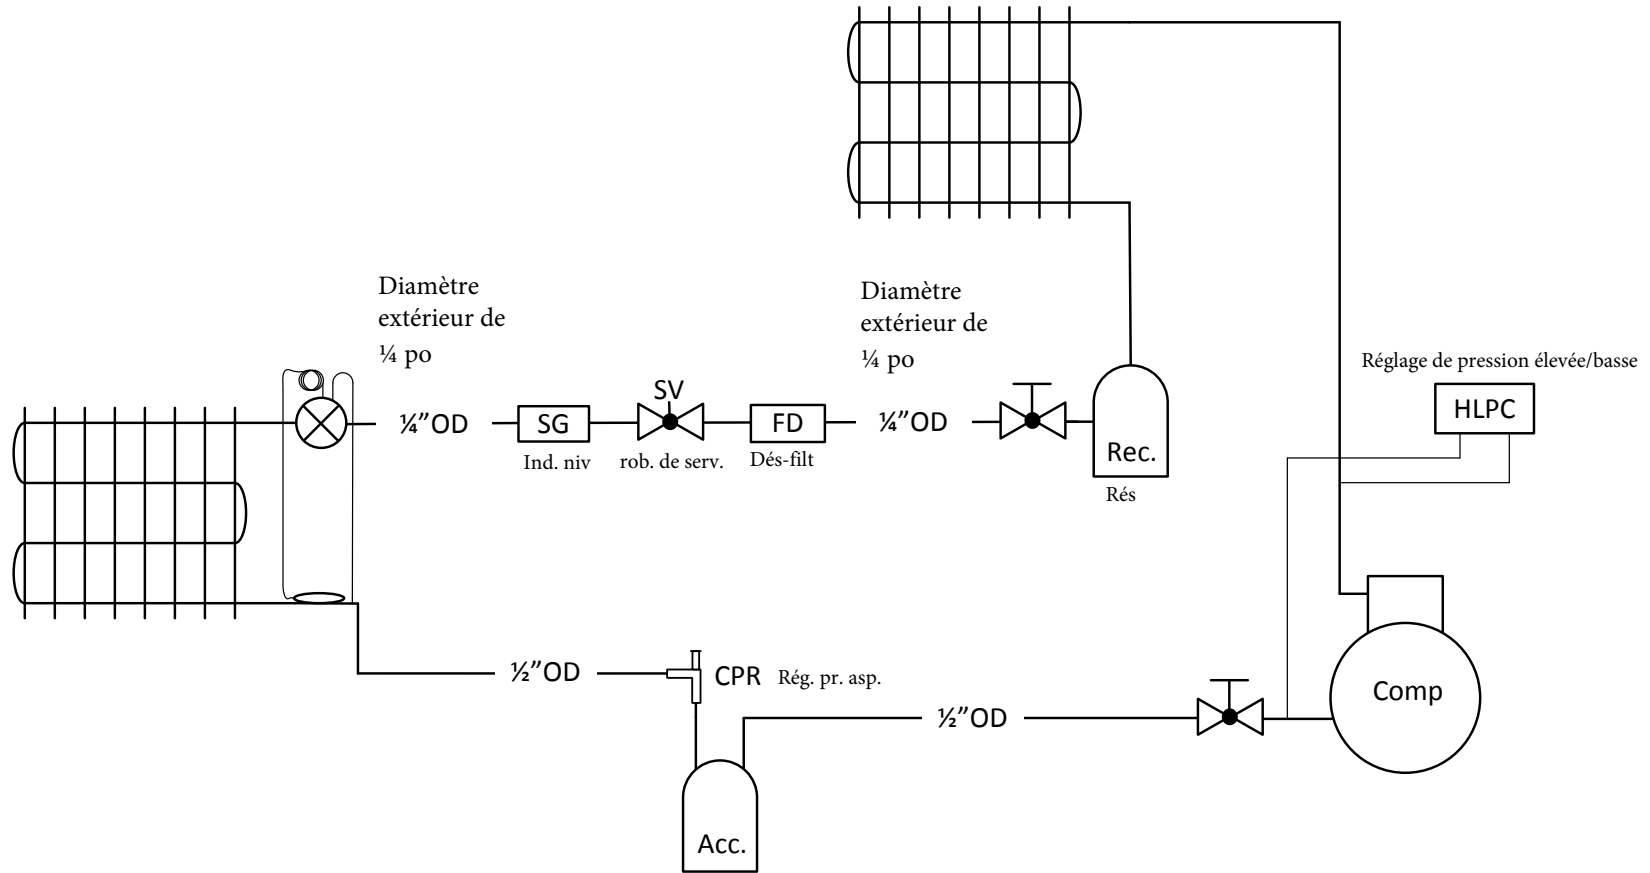 Diamètre
extérieur de
¼ po
Diamètre
extérieur de
¼ po
Réglage de pression élevée/basse
HLPC
SV
¼”OD
SG
FD
¼”OD
Rec.
Ind. niv
rob. de serv.
Dés-filt
Rés
½”OD
CPR
Rég. pr. asp.
Comp
½”OD
Acc.